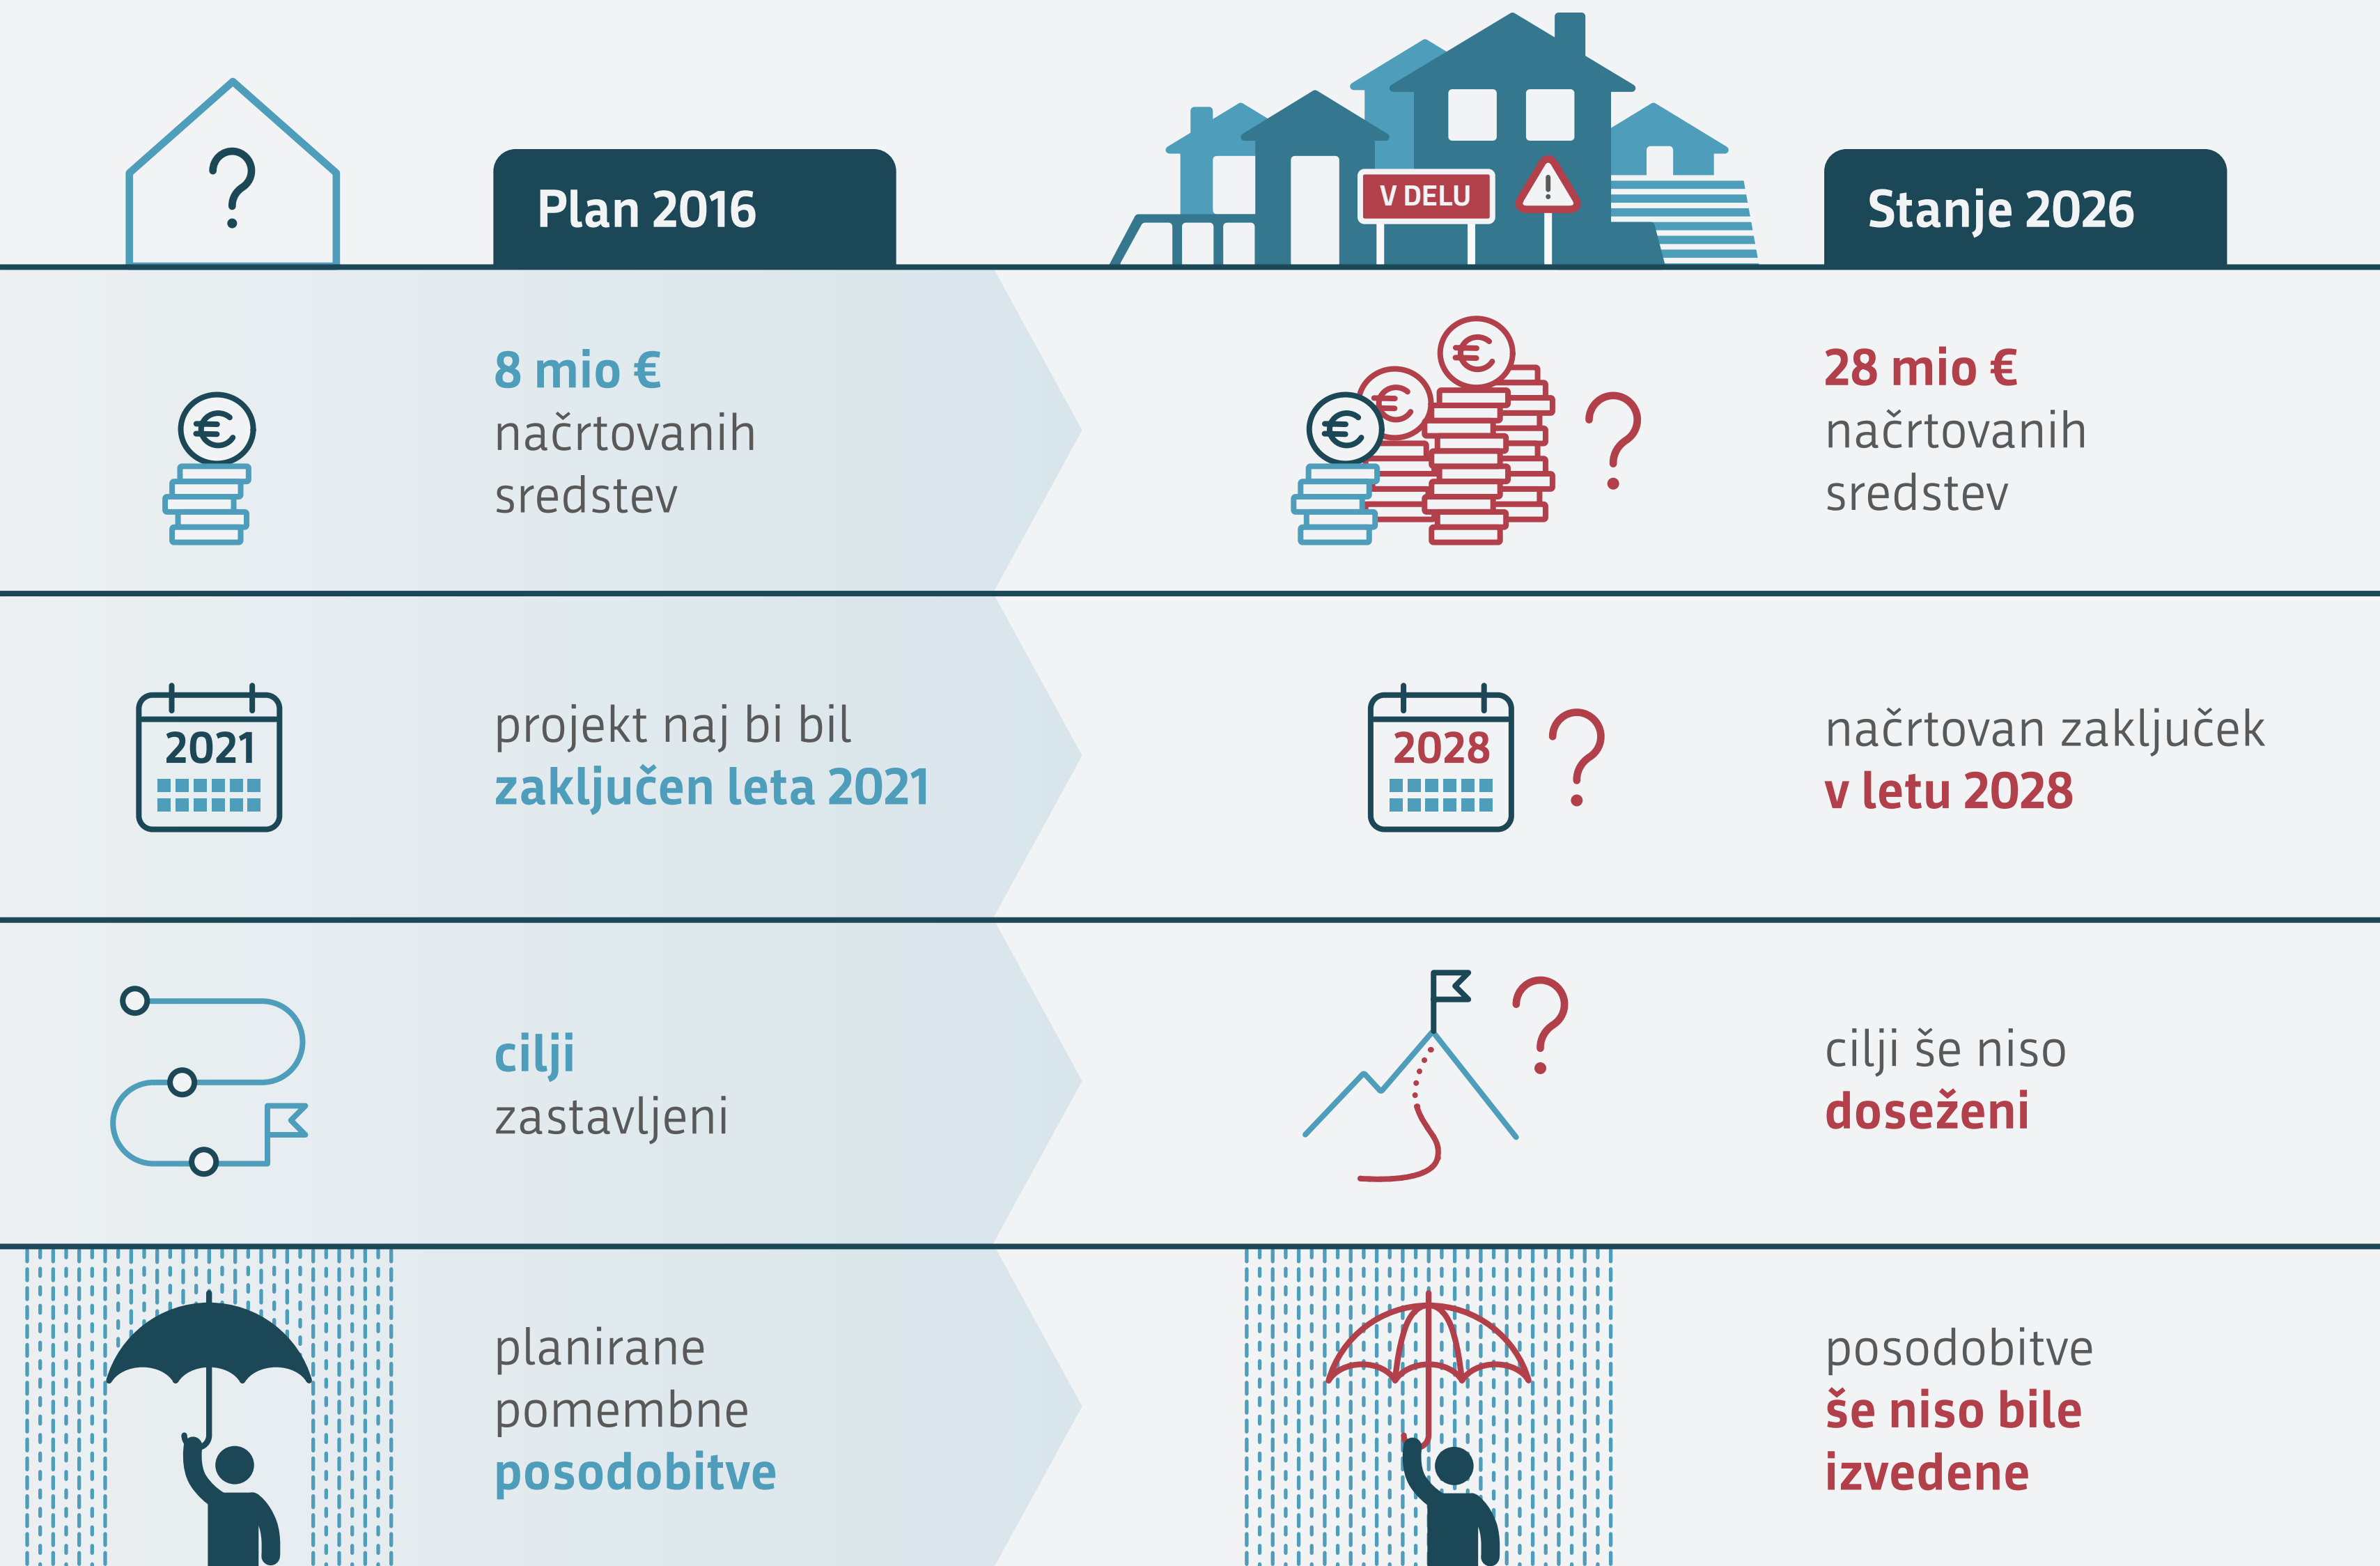 Plan 2016
V DELU
!
Stanje 2026
?
8 mio €
načrtovanih
sredstev
€
€
€
€
?
28 mio €
načrtovanih
sredstev
2021
projekt naj bi bil
zaključen leta 2021
2028
?
načrtovan zaključek
v letu 2028
cilji
zastavljeni
?
cilji še niso
doseženi
planirane
pomembne
posodobitve
posodobitve
še niso bile
izvedene